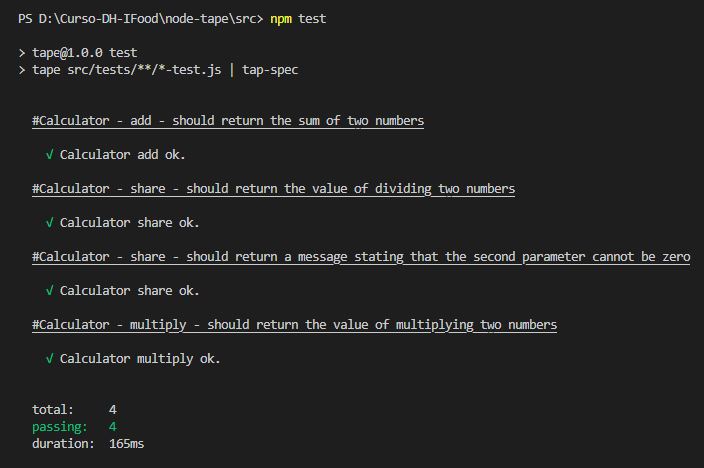 PS D:\Curso-DH-IFood\node-tape\src> npm test
> tape@1.0.0 test
> tape src/tests/**/*-test.js | tap-spec
#Calculator - add - should return the sum of two numbers
√ Calculator add ok.
#Calculator - share - should return the value of dividing two numbers
√ Calculator share ok.
#Calculator - share - should return a message stating that the second parameter cannot be zero
√ Calculator share ok.
#Calculator - multiply - should return the value of multiplying two numbers
√ Calculator multiply ok.
total: 4
passing: 4
duration: 165ms